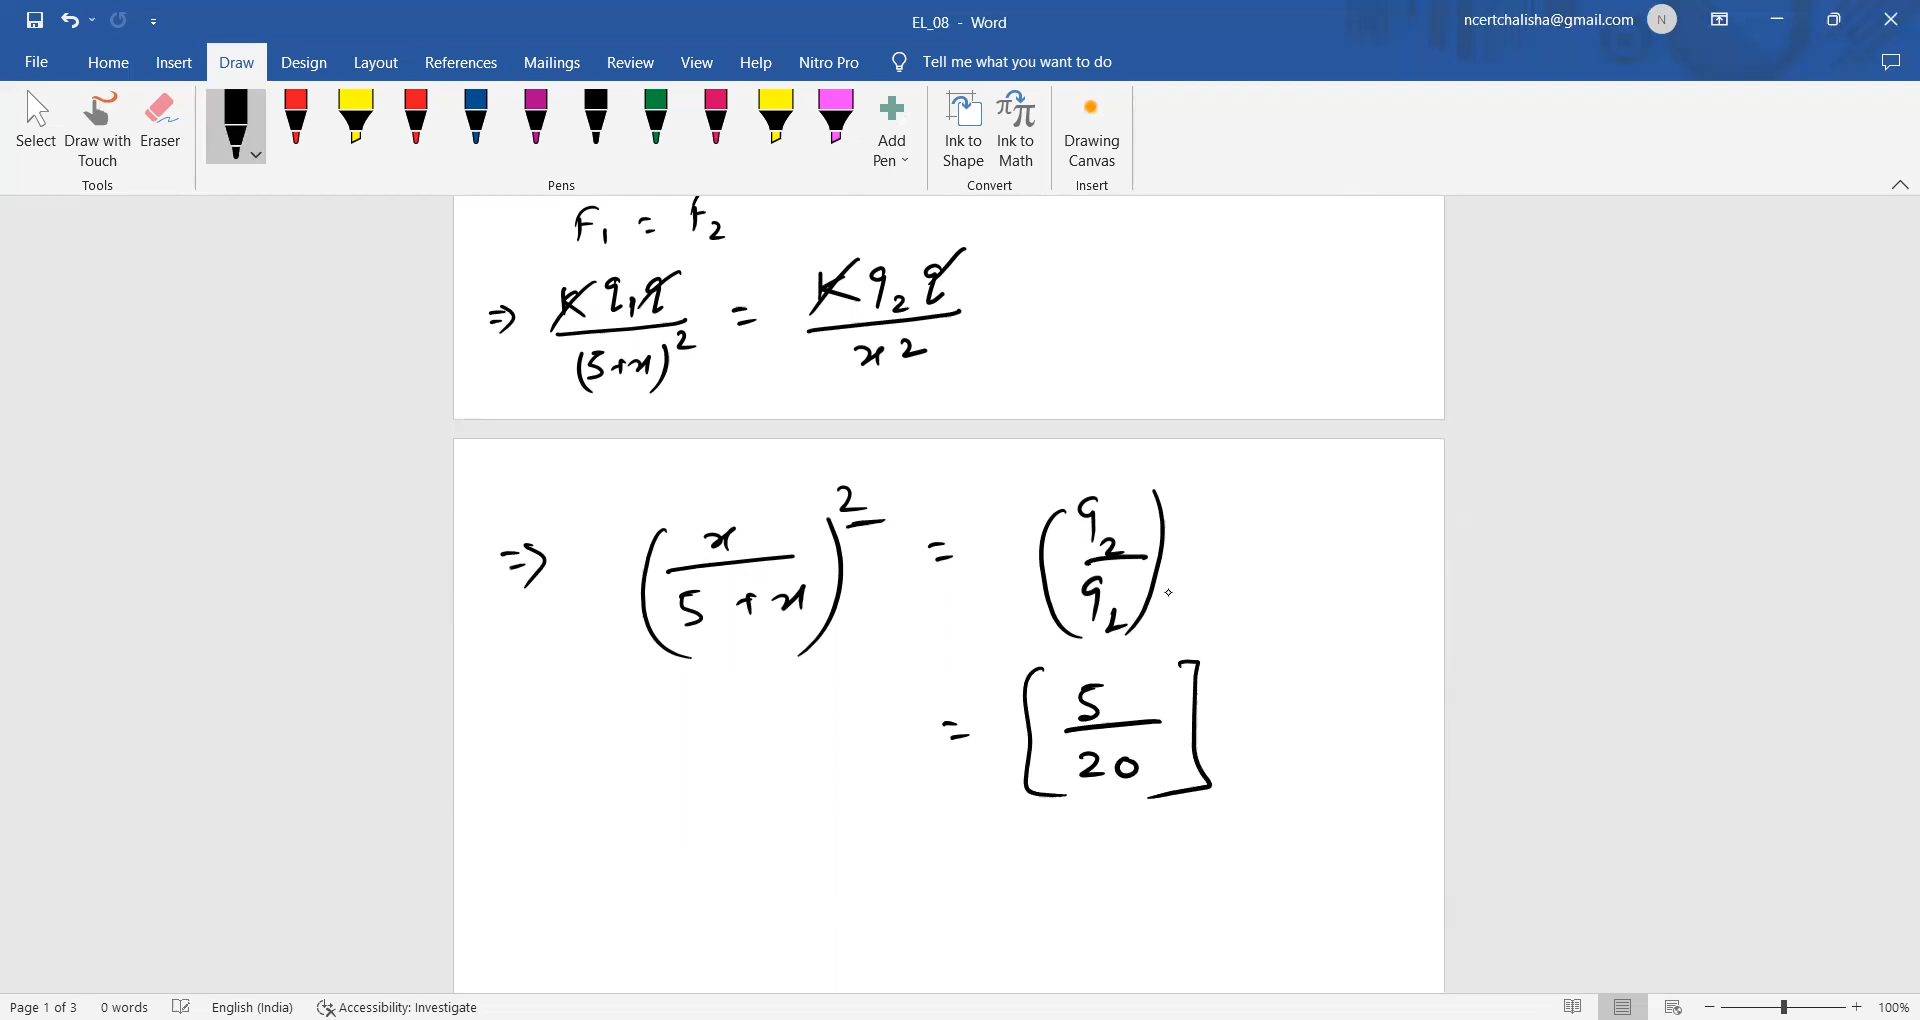 EL_08 - Word
ncertchalisha@gmail.com N
File Home Insert Draw Design Layout References Mailings Review View Help Nitro Pro Tell me what you want to do
Select Draw with Touch Eraser Add Pen Ink to Shape Ink to Math Drawing Canvas
Tools Pens Convert Insert
F₁ = F₂
⇒ K q₁ q / (5+x)² = K q₂ q / x²
⇒ (x / 5 + x)² = (q₂ / q₁)
= [5 / 20]
Page 1 of 3 0 words English (India) Accessibility: Investigate 100%